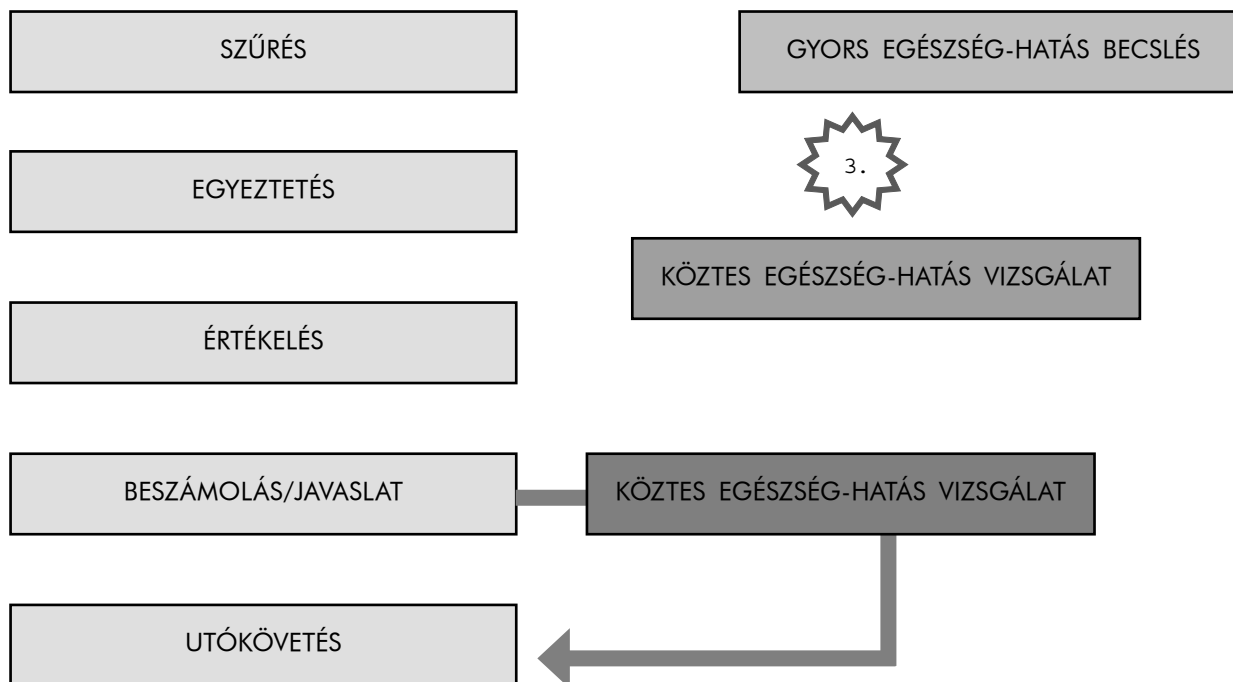 SZŰRÉS
GYORS EGÉSZSÉG-HATÁS BECSLÉS
EGYEZTETÉS
3.
KÖZTES EGÉSZSÉG-HATÁS VIZSGÁLAT
ÉRTÉKELÉS
BESZÁMOLÁS/JAVASLAT
KÖZTES EGÉSZSÉG-HATÁS VIZSGÁLAT
UTÓKÖVETÉS